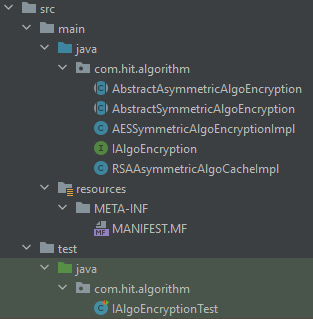 src
main
java
com.hit.algorithm
AbstractAsymmetricAlgoEncryption
AbstractSymmetricAlgoEncryption
AESSymmetricAlgoEncryptionImpl
IAlgoEncryption
RSAAsymmetricAlgoCacheImpl
resources
META-INF
MANIFEST.MF
test
java
com.hit.algorithm
IAlgoEncryptionTest